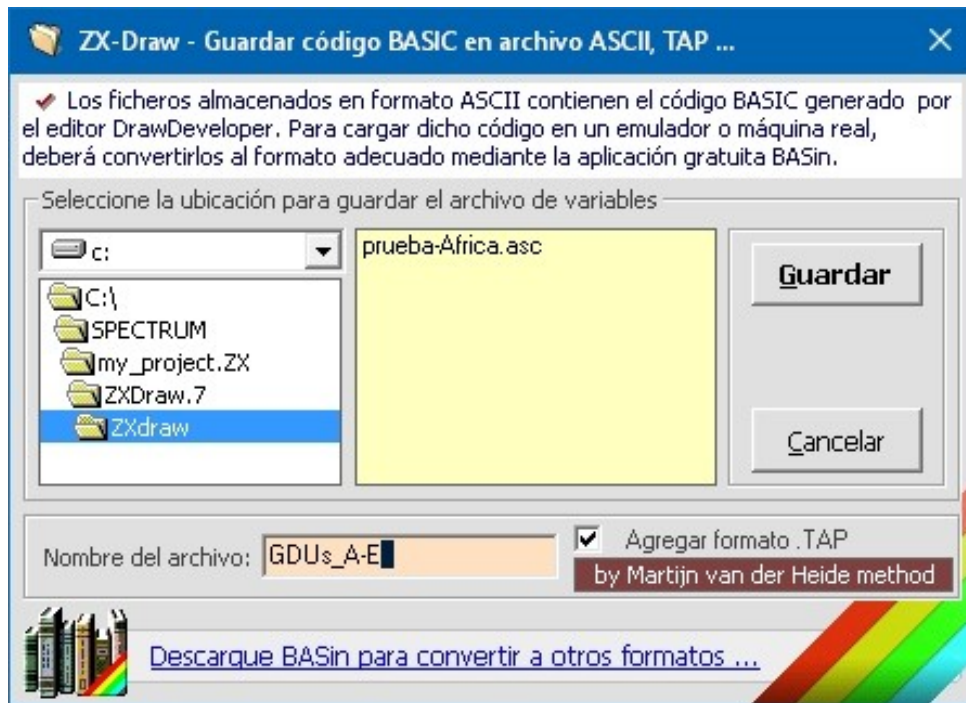 ZX-Draw - Guardar código BASIC en archivo ASCII, TAP ...
Los ficheros almacenados en formato ASCII contienen el código BASIC generado por
el editor DrawDeveloper. Para cargar dicho código en un emulador o máquina real,
deberá convertirlos al formato adecuado mediante la aplicación gratuita BASin.
Seleccione la ubicación para guardar el archivo de variables
c:
C:\
SPECTRUM
my_project.ZX
ZXDraw.7
ZXdraw
prueba-Africa.asc
Guardar
Cancelar
Nombre del archivo: GDUs_A-E
Agregar formato .TAP
by Martijn van der Heide method
Descargue BASin para convertir a otros formatos ...